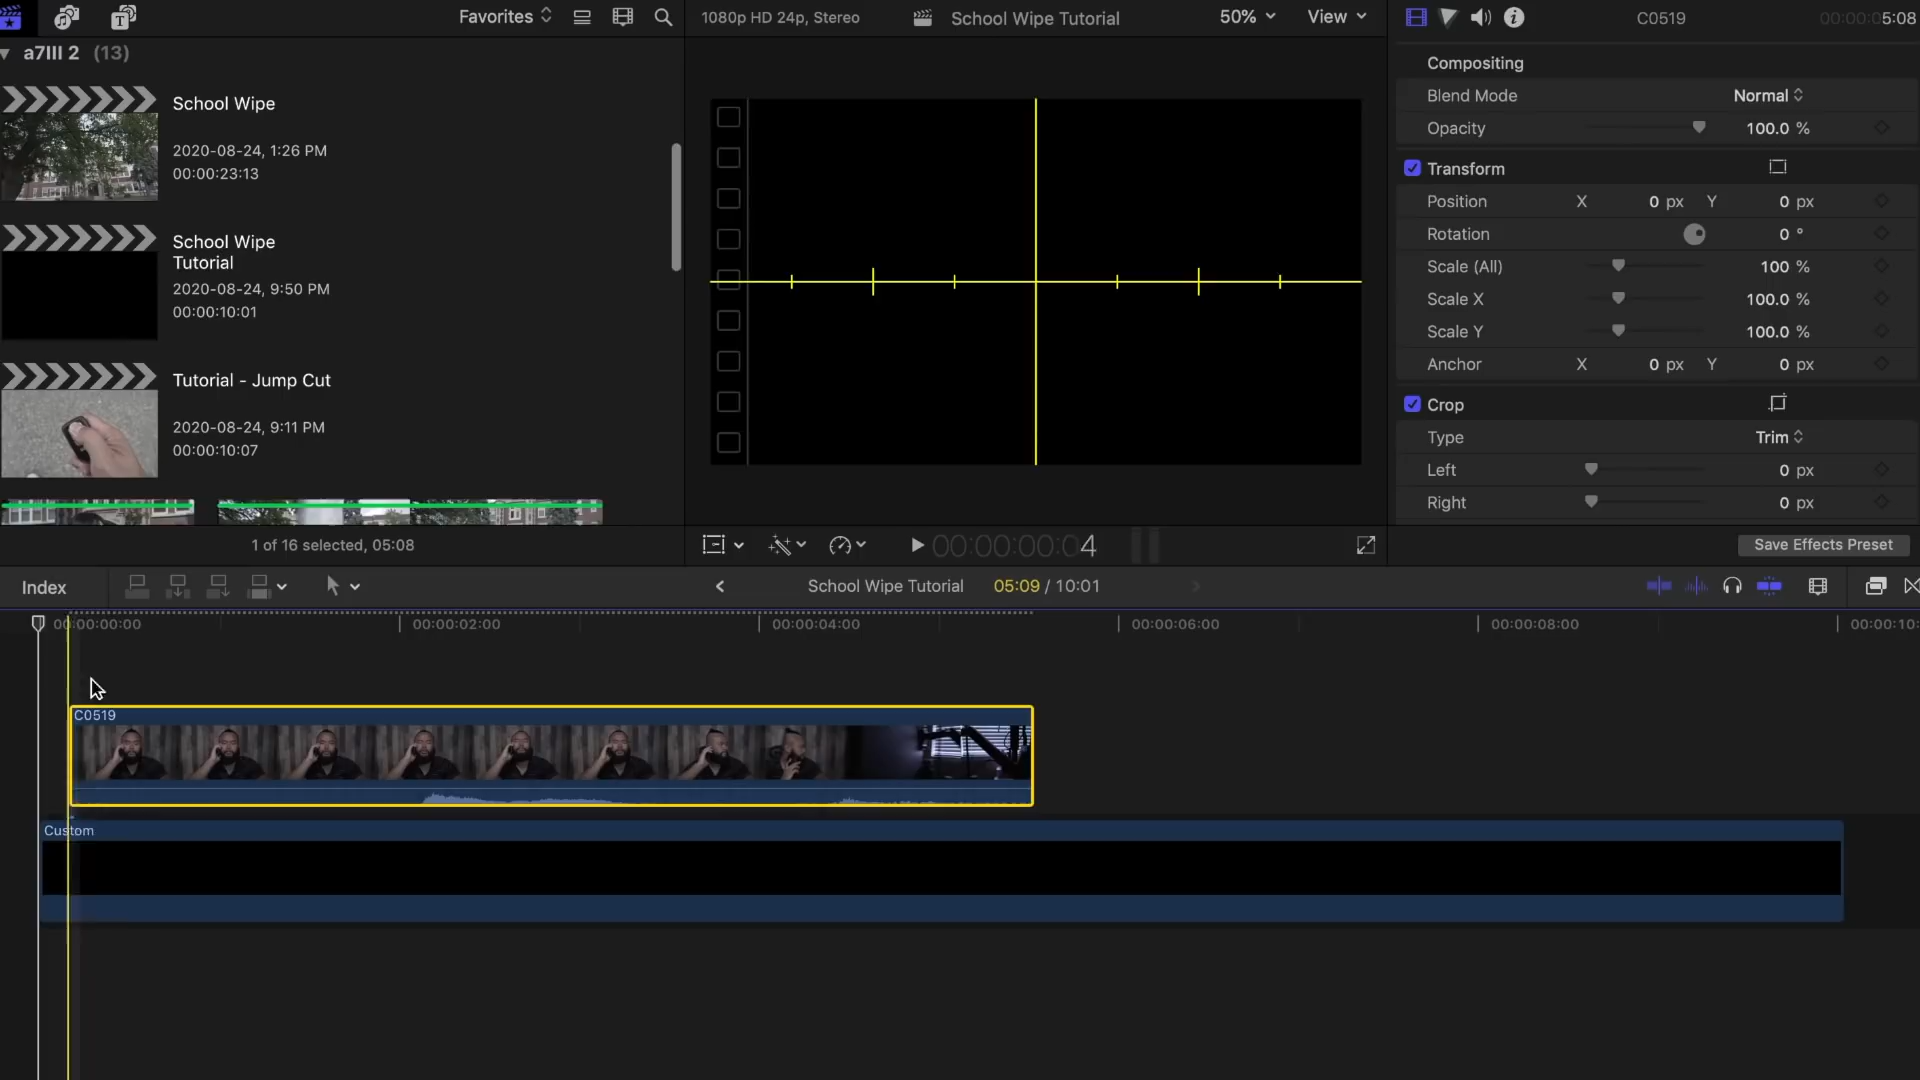 Favorites
1080p HD 24p, Stereo
School Wipe Tutorial
50%
View
C0519
00:00:05:08
a7III 2 (13)
School Wipe
2020-08-24, 1:26 PM
00:00:23:13
School Wipe
Tutorial
2020-08-24, 9:50 PM
00:00:10:01
Tutorial - Jump Cut
2020-08-24, 9:11 PM
00:00:10:07
1 of 16 selected, 05:08
00:00:00:04
Compositing
Blend Mode Normal
Opacity 100.0 %
Transform
Position X 0 px Y 0 px
Rotation 0 °
Scale (All) 100 %
Scale X 100.0 %
Scale Y 100.0 %
Anchor X 0 px Y 0 px
Crop
Type Trim
Left 0 px
Right 0 px
Save Effects Preset
Index
School Wipe Tutorial 05:09 / 10:01
00:00:00:00 00:00:02:00 00:00:04:00 00:00:06:00 00:00:08:00 00:00:10:
C0519
Custom